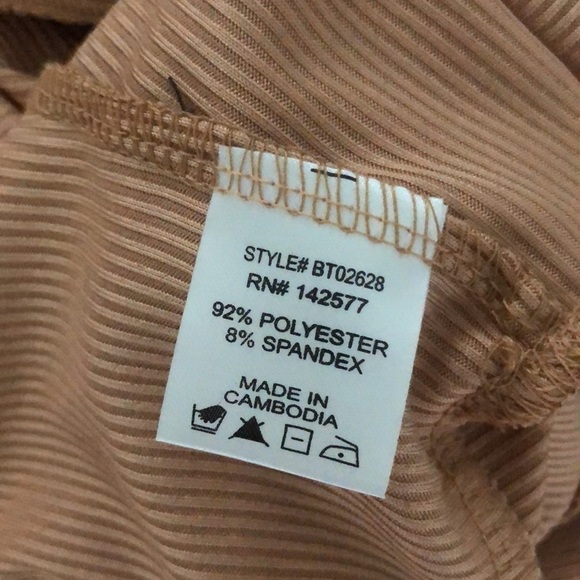 STYLE# BT02628
RN# 142577
92% POLYESTER
8% SPANDEX
MADE IN
CAMBODIA